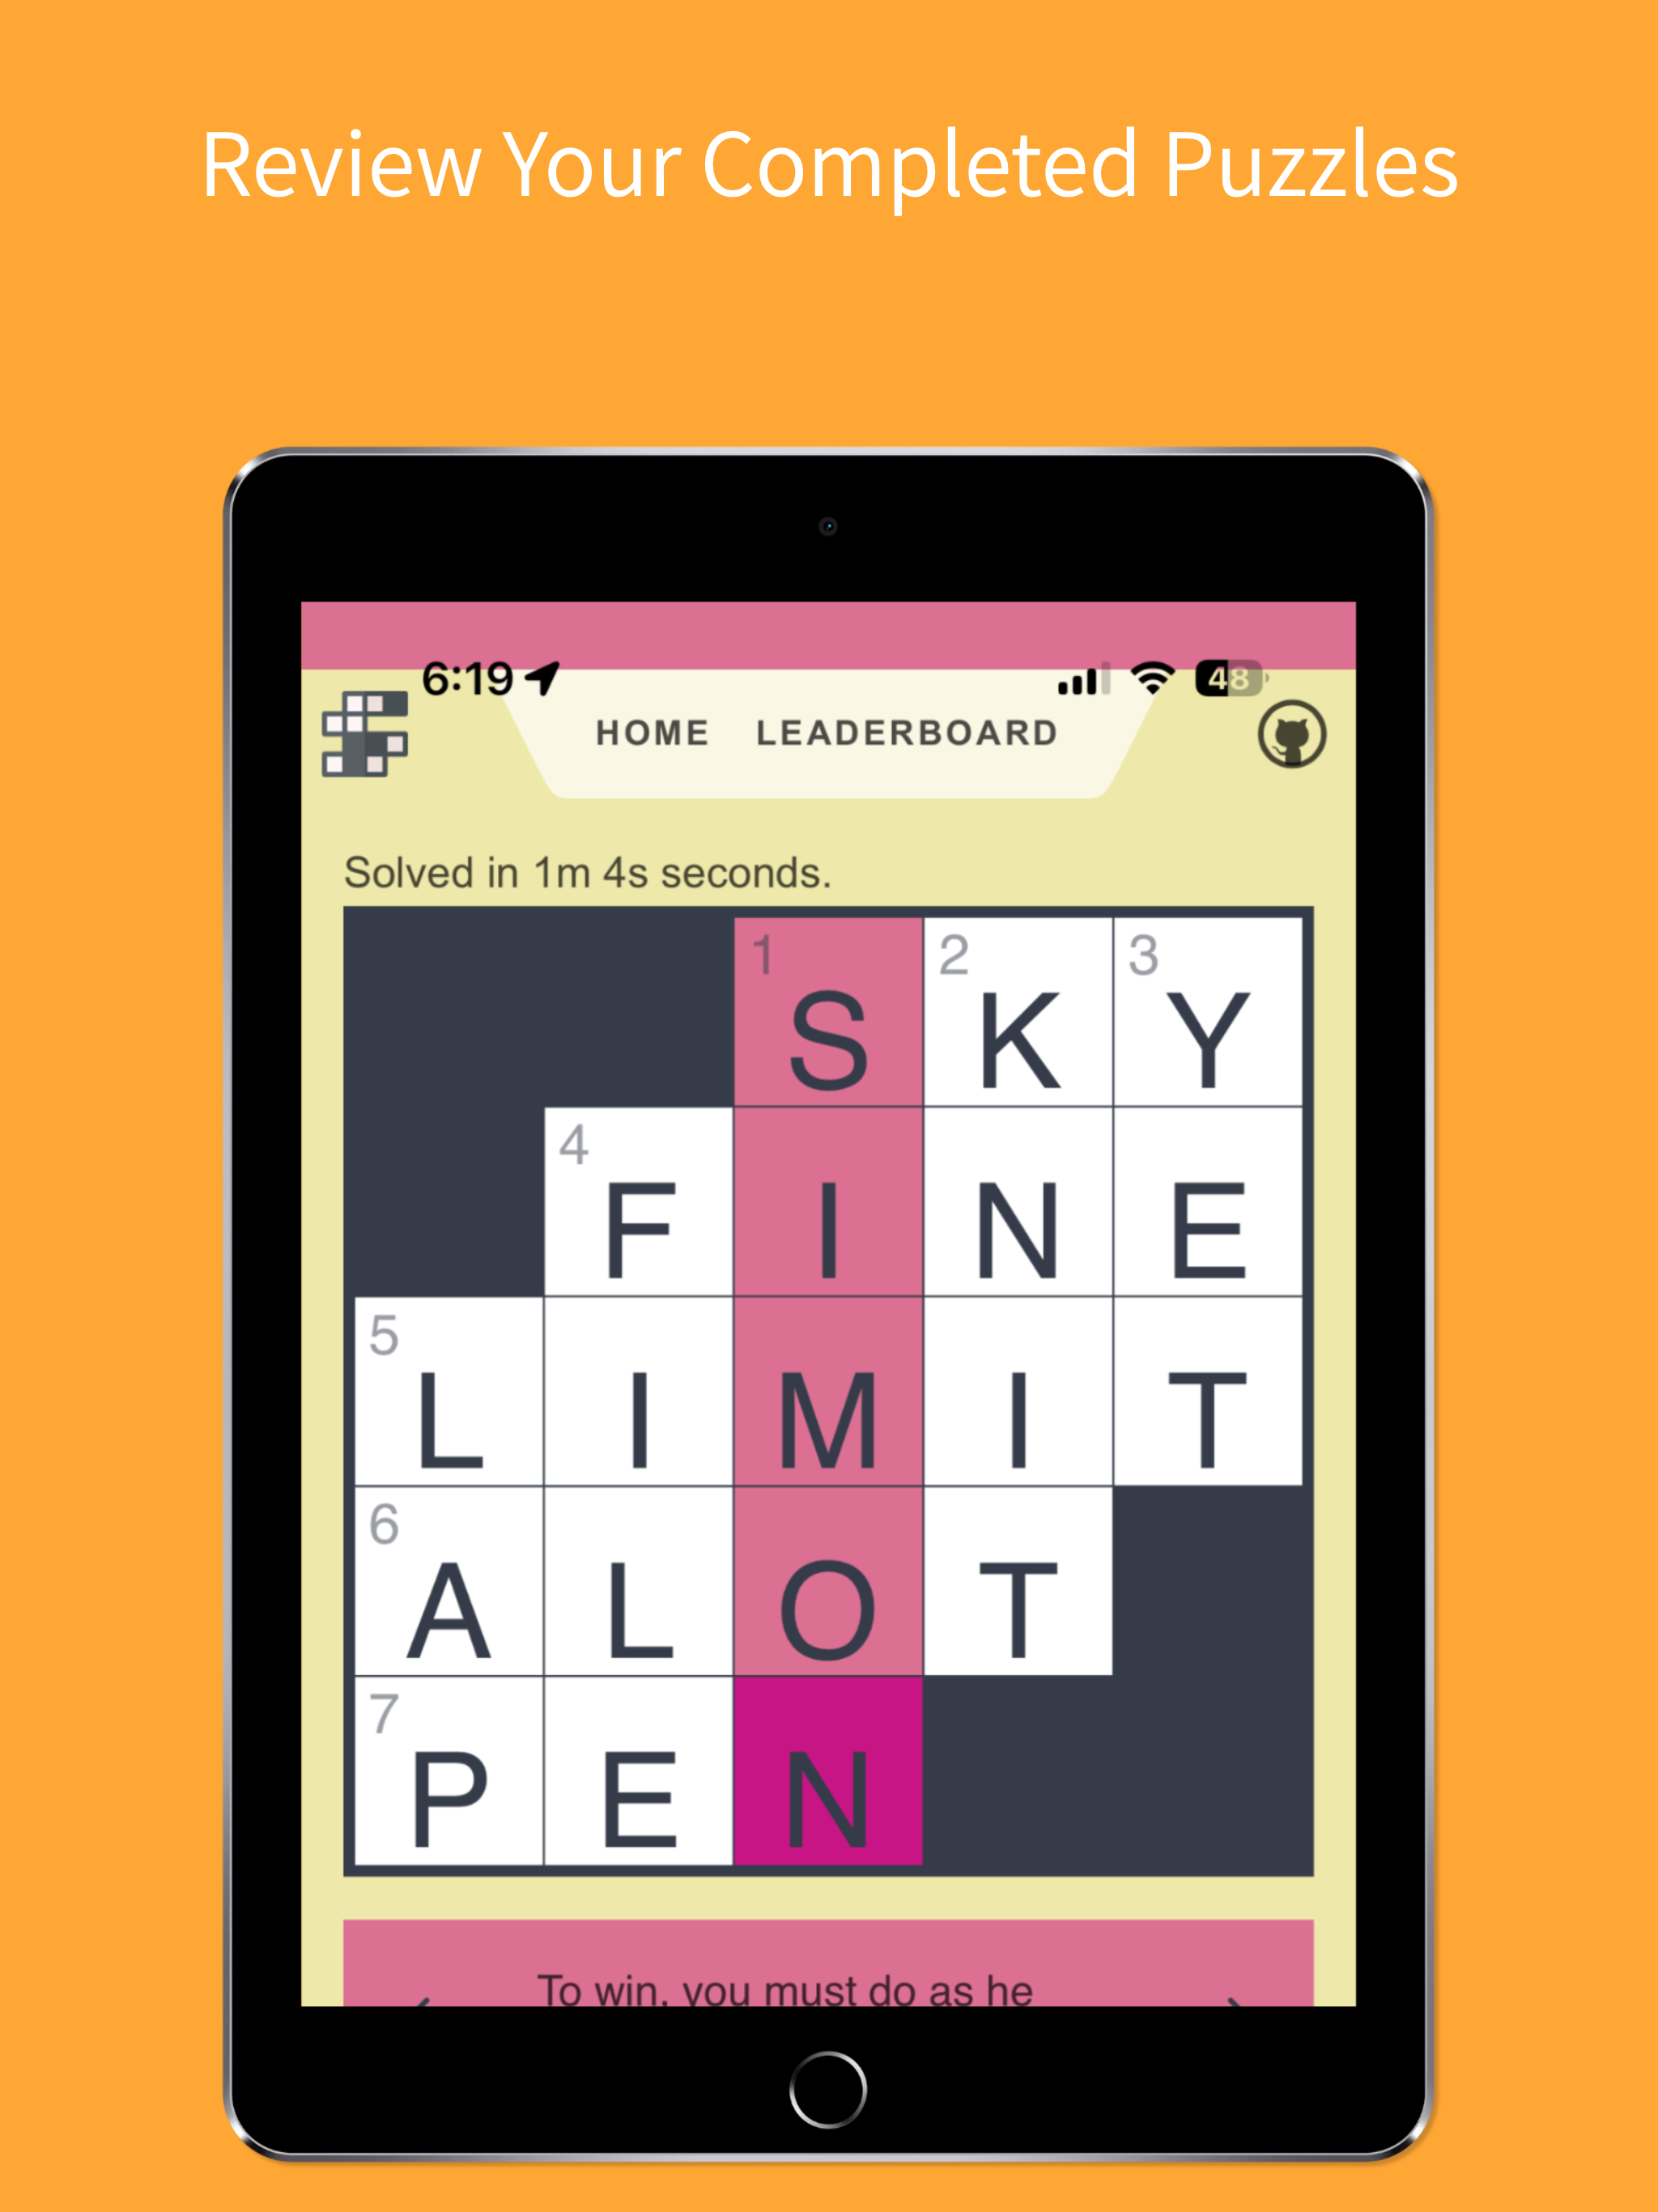 Review Your Completed Puzzles
6:19
48
HOME LEADERBOARD
Solved in 1m 4s seconds.
1 S 2 K 3 Y
4 F I N E
5 L I M I T
6 A L O T
7 P E N
To win, you must do as he